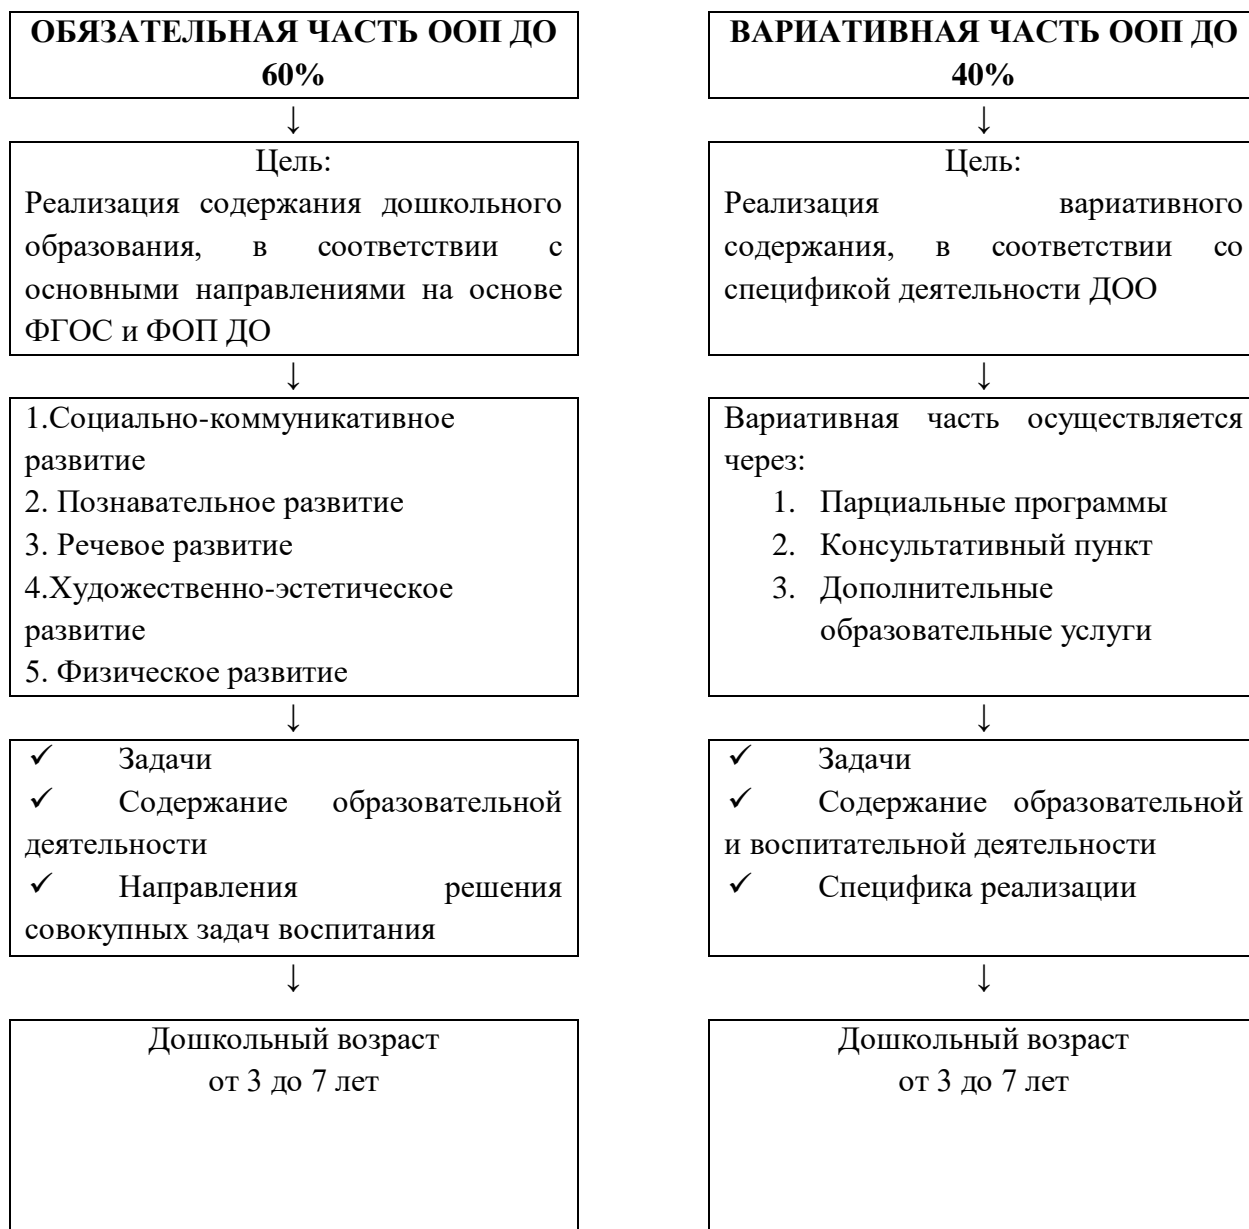 ОБЯЗАТЕЛЬНАЯ ЧАСТЬ ООП ДО
60%
↓
Цель:
Реализация содержания дошкольного
образования, в соответствии с
основными направлениями на основе
ФГОС и ФОП ДО
↓
1.Социально-коммуникативное
развитие
2. Познавательное развитие
3. Речевое развитие
4.Художественно-эстетическое
развитие
5. Физическое развитие
↓
✓ Задачи
✓ Содержание образовательной
деятельности
✓ Направления решения
совокупных задач воспитания
↓
Дошкольный возраст
от 3 до 7 лет
ВАРИАТИВНАЯ ЧАСТЬ ООП ДО
40%
↓
Цель:
Реализация вариативного
содержания, в соответствии со
спецификой деятельности ДОО
↓
Вариативная часть осуществляется
через:
1. Парциальные программы
2. Консультативный пункт
3. Дополнительные
образовательные услуги
↓
✓ Задачи
✓ Содержание образовательной
и воспитательной деятельности
✓ Специфика реализации
↓
Дошкольный возраст
от 3 до 7 лет